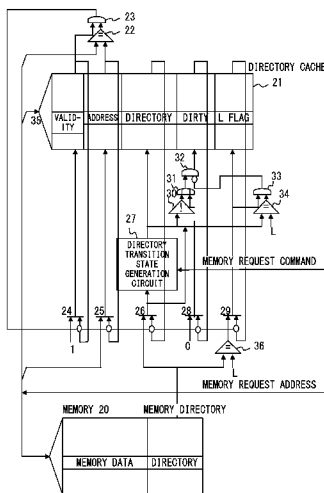 23
22
DIRECTORY CACHE
21
35
VALID-
ITY
ADDRESS
DIRECTORY
DIRTY
L FLAG
32
31
33
30
34
L
27
DIRECTORY
TRANSITION
STATE
GENERATION
CIRCUIT
MEMORY REQUEST COMMAND
24
25
26
28
29
1
0
36
L
MEMORY REQUEST ADDRESS
MEMORY 20
MEMORY DIRECTORY
MEMORY DATA
DIRECTORY